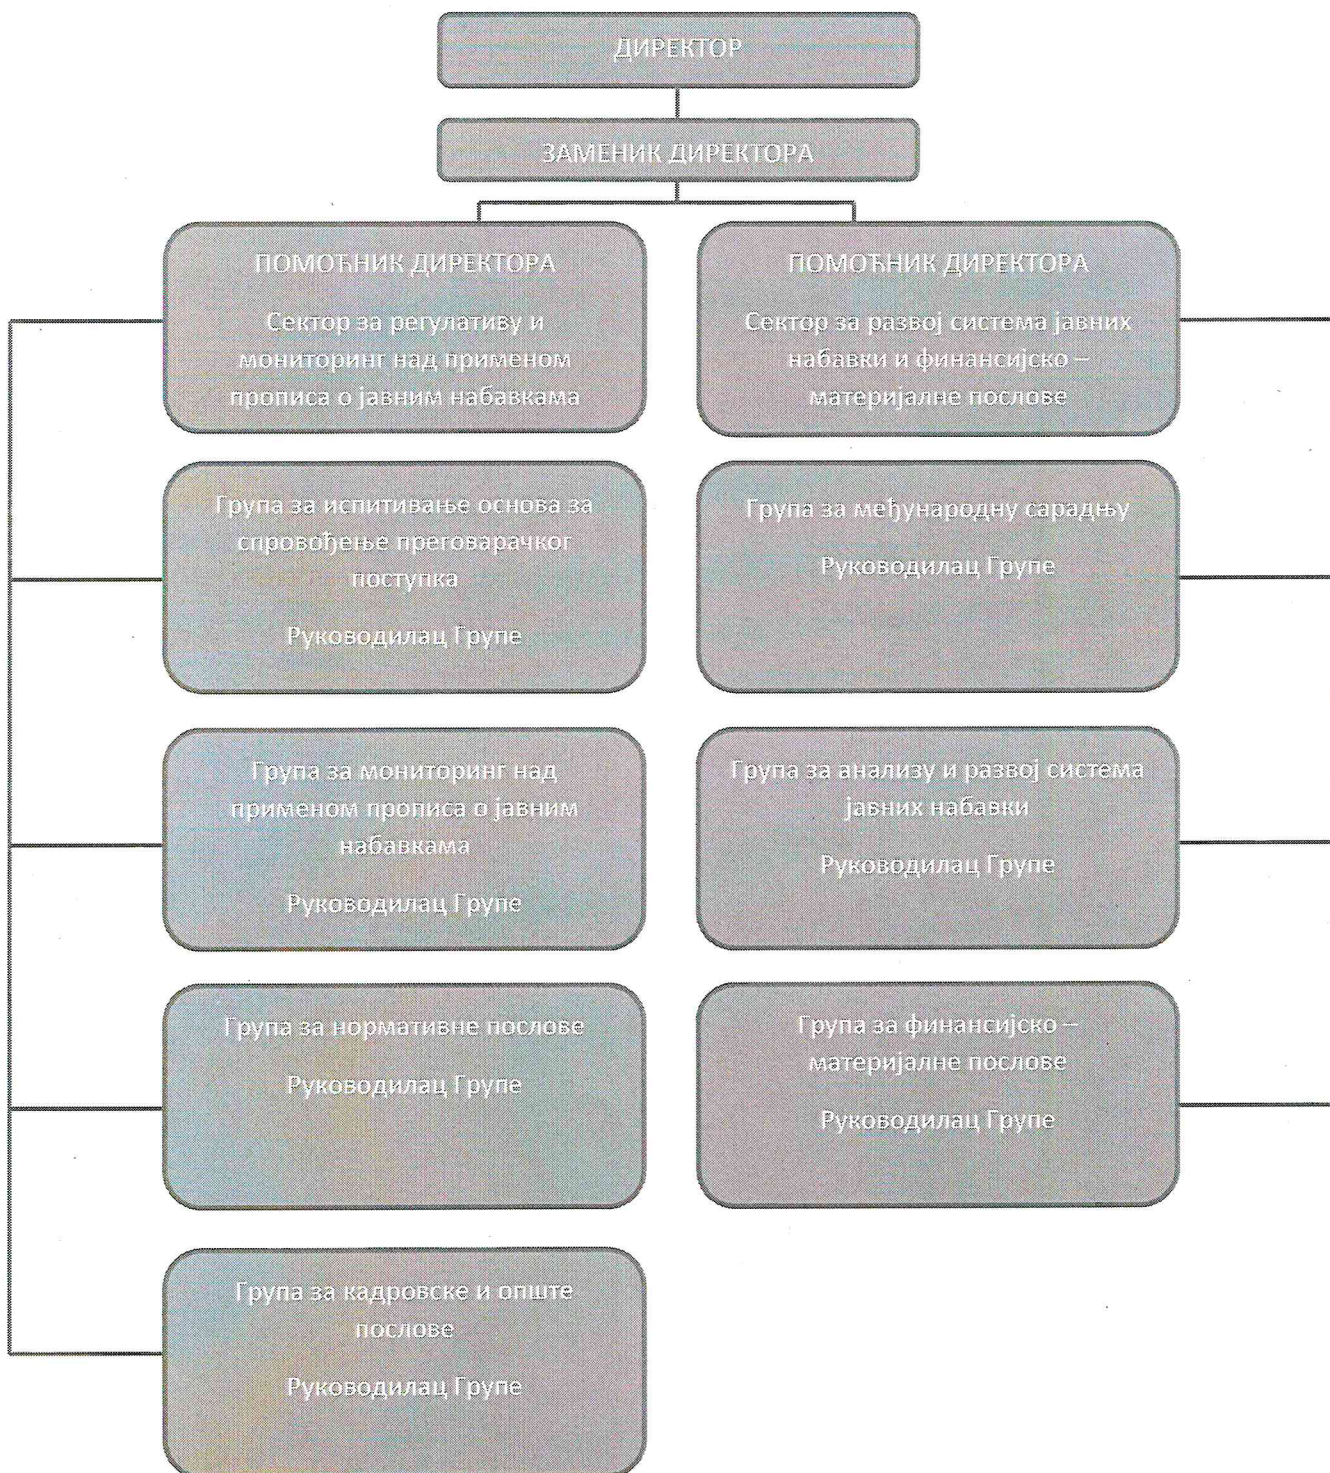 ДИРЕКТОР
ЗАМЕНИК ДИРЕКТОРА
ПОМОЋНИК ДИРЕКТОРА
Сектор за регулативу и
мониторинг над применом
прописа о јавним набавкама
ПОМОЋНИК ДИРЕКТОРА
Сектор за развој система јавних
набавки и финансијско –
материјалне послове
Група за испитивање основа за
спровођење преговарачког
поступка
Руководилац Групе
Група за међународну сарадњу
Руководилац Групе
Група за мониторинг над
применом прописа о јавним
набавкама
Руководилац Групе
Група за анализу и развој система
јавних набавки
Руководилац Групе
Група за нормативне послове
Руководилац Групе
Група за финансијско –
материјалне послове
Руководилац Групе
Група за кадровске и опште
послове
Руководилац Групе